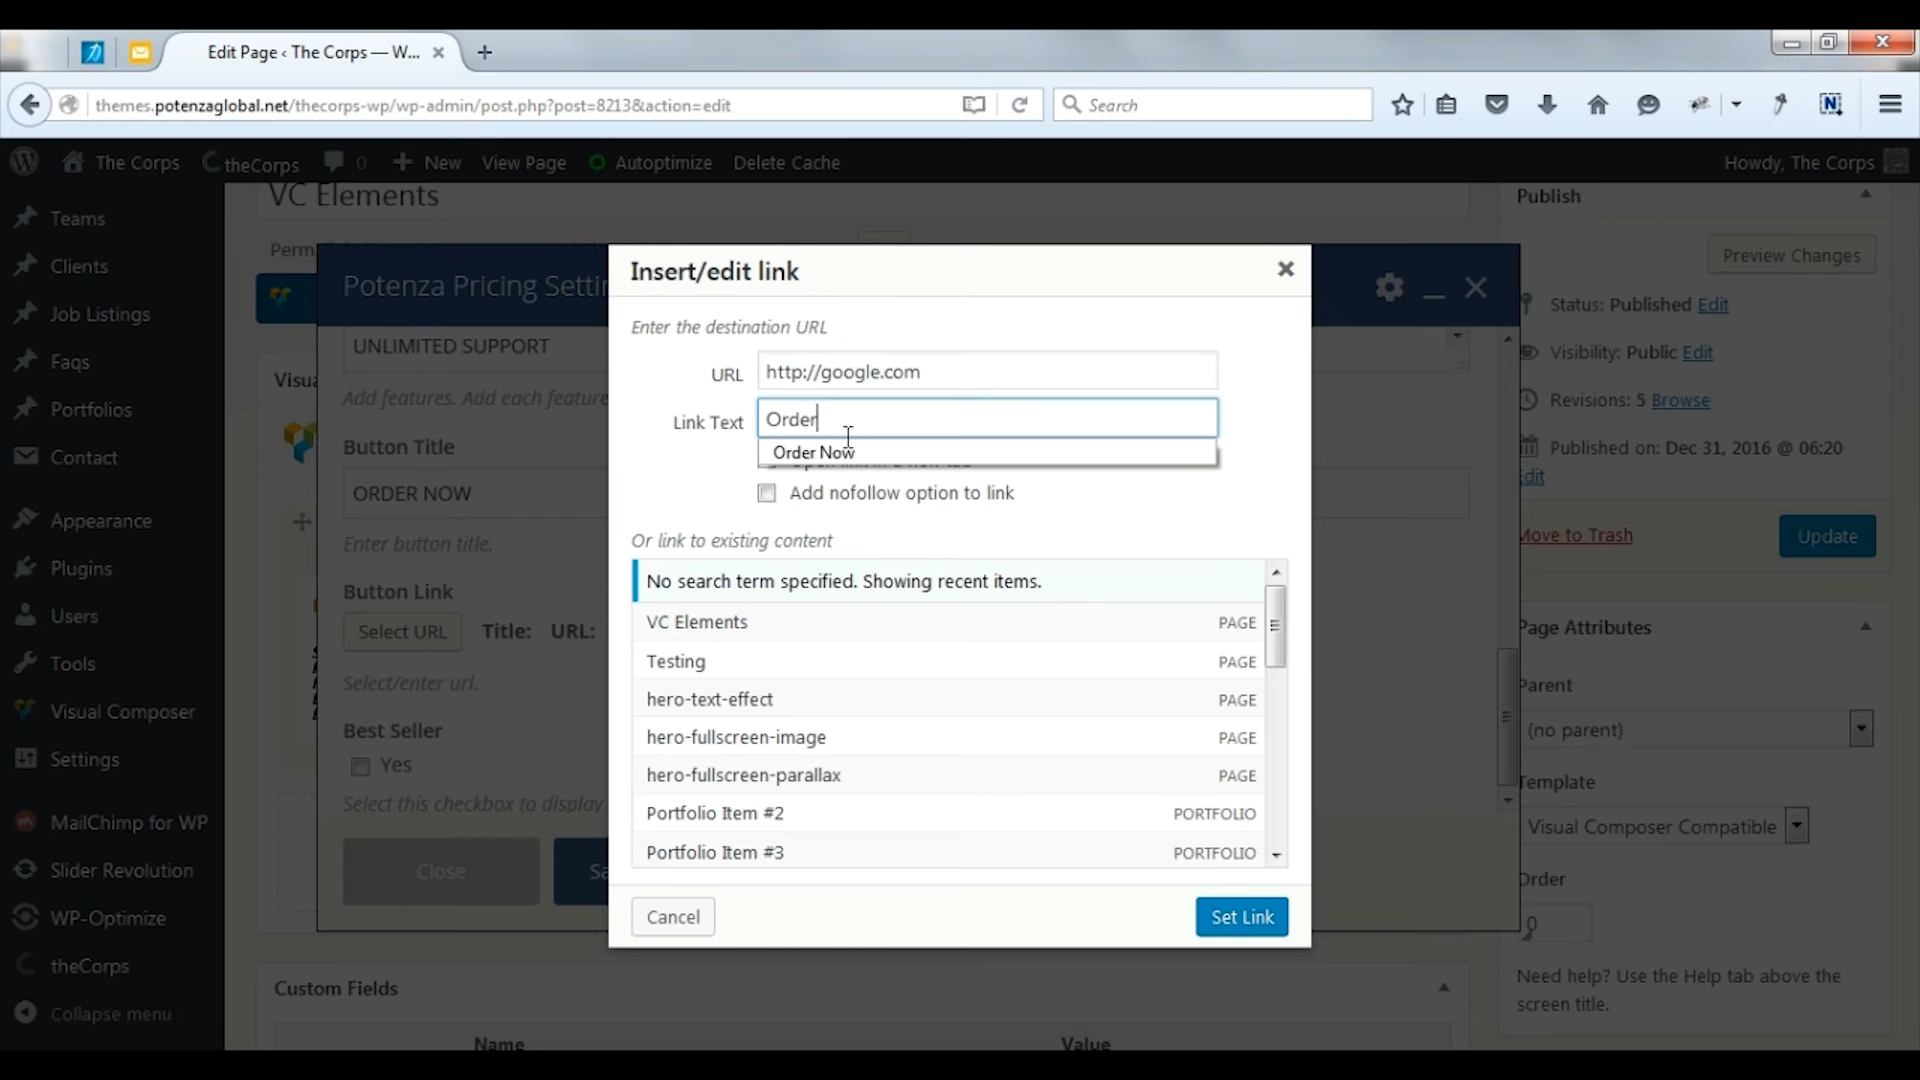 Edit Page ‹ The Corps — W...
themes.potenzaglobal.net/thecorps-wp/wp-admin/post.php?post=8213&action=edit
Search
The Corps
theCorps
0
New
View Page
Autoptimize
Delete Cache
Howdy, The Corps
Teams
Clients
Job Listings
Faqs
Portfolios
Contact
Appearance
Plugins
Users
Tools
Visual Composer
Settings
MailChimp for WP
Slider Revolution
WP-Optimize
theCorps
Collapse menu
VC Elements
Perm
Visua
Potenza Pricing Settin
UNLIMITED SUPPORT
Add features. Add each feature
Button Title
ORDER NOW
Enter button title.
Button Link
Select URL
Title: URL:
Select/enter url.
Best Seller
Yes
Select this checkbox to display
Close
Sa
Insert/edit link
Enter the destination URL
URL
http://google.com
Link Text
Order
Order Now
Add nofollow option to link
Or link to existing content
No search term specified. Showing recent items.
VC Elements PAGE
Testing PAGE
hero-text-effect PAGE
hero-fullscreen-image PAGE
hero-fullscreen-parallax PAGE
Portfolio Item #2 PORTFOLIO
Portfolio Item #3 PORTFOLIO
Cancel
Set Link
Custom Fields
Name
Value
Publish
Preview Changes
Status: Published Edit
Visibility: Public Edit
Revisions: 5 Browse
Published on: Dec 31, 2016 @ 06:20
Edit
Move to Trash
Update
Page Attributes
Parent
(no parent)
Template
Visual Composer Compatible
Order
0
Need help? Use the Help tab above the
screen title.